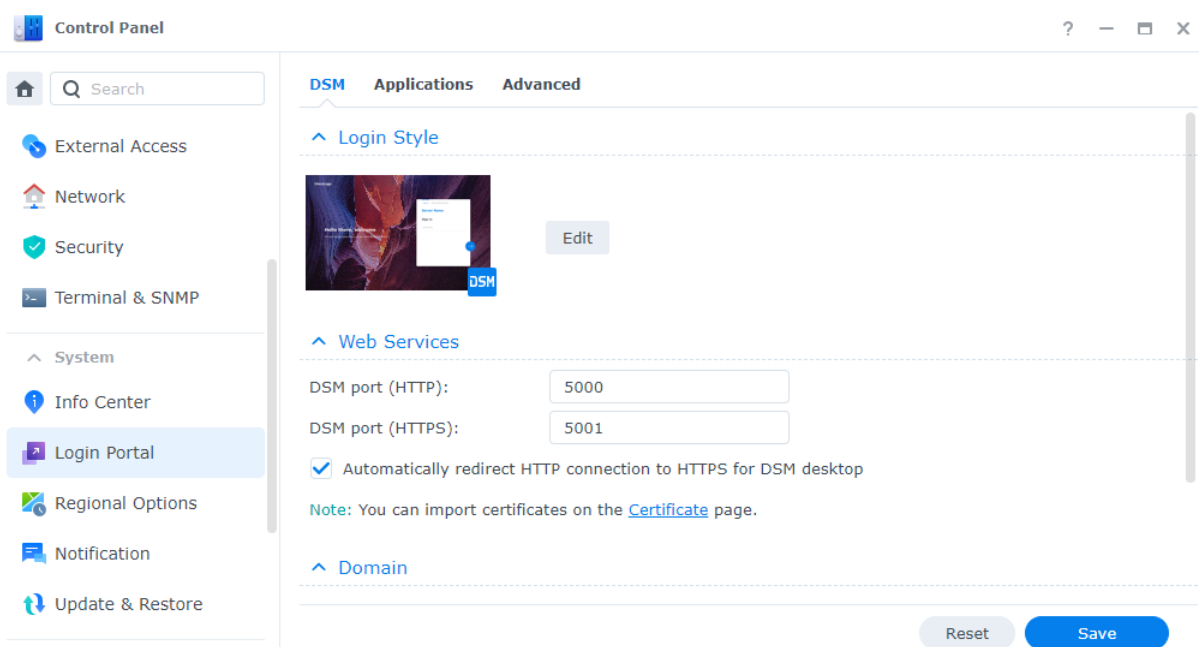 Control Panel
?
Search
External Access
Network
Security
Terminal & SNMP
System
Info Center
Login Portal
Regional Options
Notification
Update & Restore
DSM Applications Advanced
Login Style
Hello there, welcome
DSM
Edit
Web Services
DSM port (HTTP): 5000
DSM port (HTTPS): 5001
Automatically redirect HTTP connection to HTTPS for DSM desktop
Note: You can import certificates on the Certificate page.
Domain
Reset Save